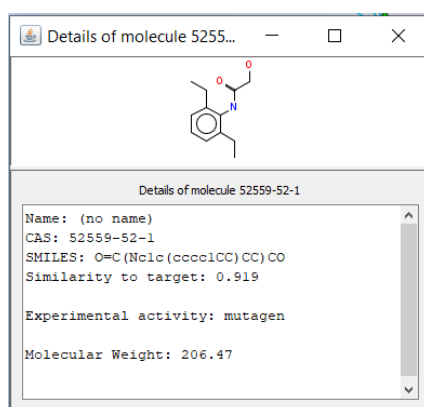 Details of molecule 5255...
O
O
N
Details of molecule 52559-52-1
Name: (no name)
CAS: 52559-52-1
SMILES: O=C(Nc1c(cccc1CC)CC)CO
Similarity to target: 0.919
Experimental activity: mutagen
Molecular Weight: 206.47